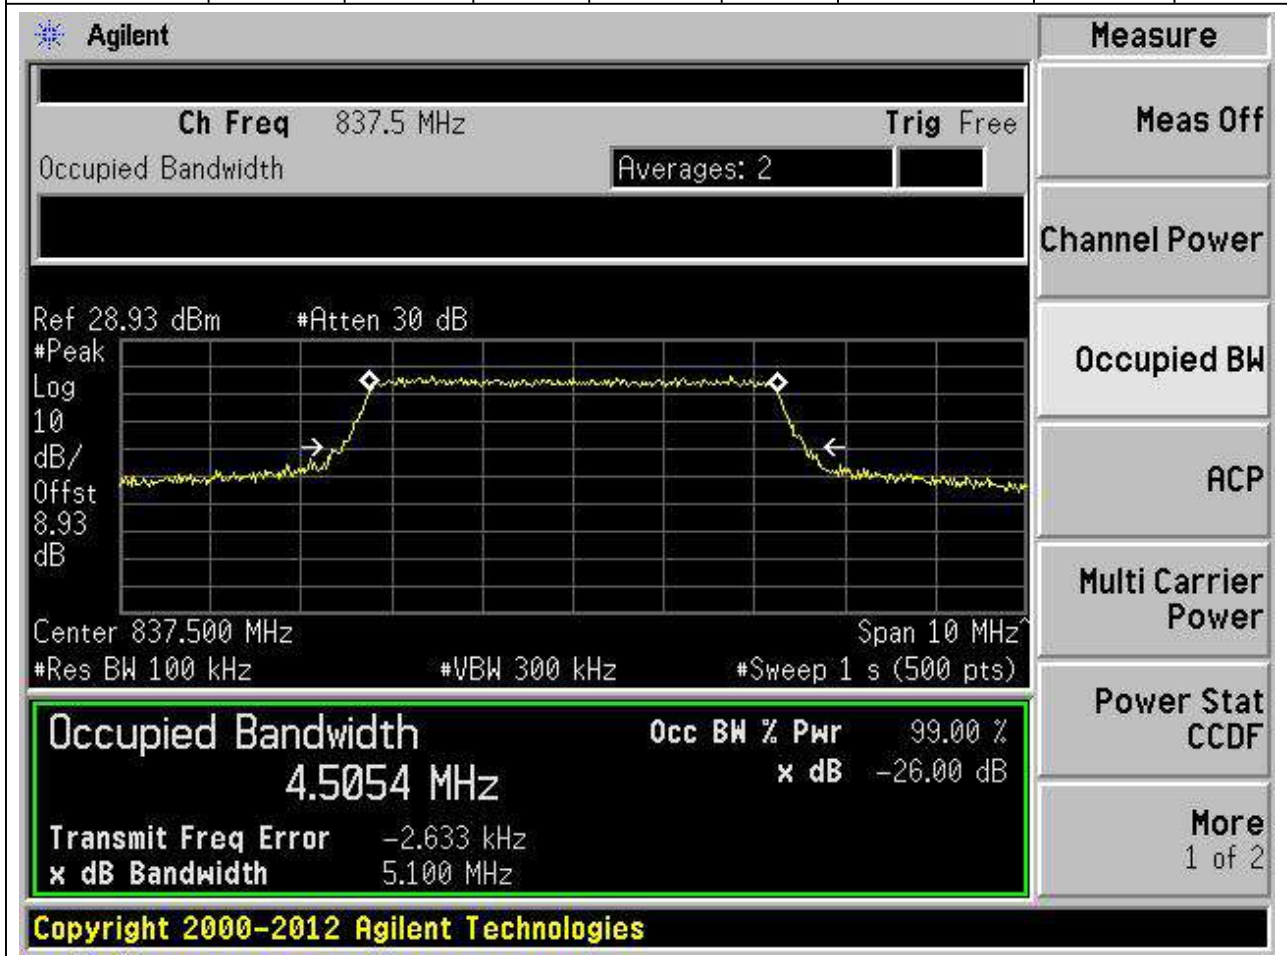 Agilent
Measure
Ch Freq 837.5 MHz Trig Free
Occupied Bandwidth Averages: 2
Meas Off
Channel Power
Occupied BW
ACP
Multi Carrier
Power
Power Stat
CCDF
More
1 of 2
Ref 28.93 dBm #Atten 30 dB
#Peak
Log
10
dB/
Offst
8.93
dB
Center 837.500 MHz Span 10 MHz^
#Res BW 100 kHz #VBW 300 kHz #Sweep 1 s (500 pts)
Occupied Bandwidth Occ BW % Pwr 99.00 %
4.5054 MHz x dB -26.00 dB
Transmit Freq Error -2.633 kHz
x dB Bandwidth 5.100 MHz
Copyright 2000-2012 Agilent Technologies